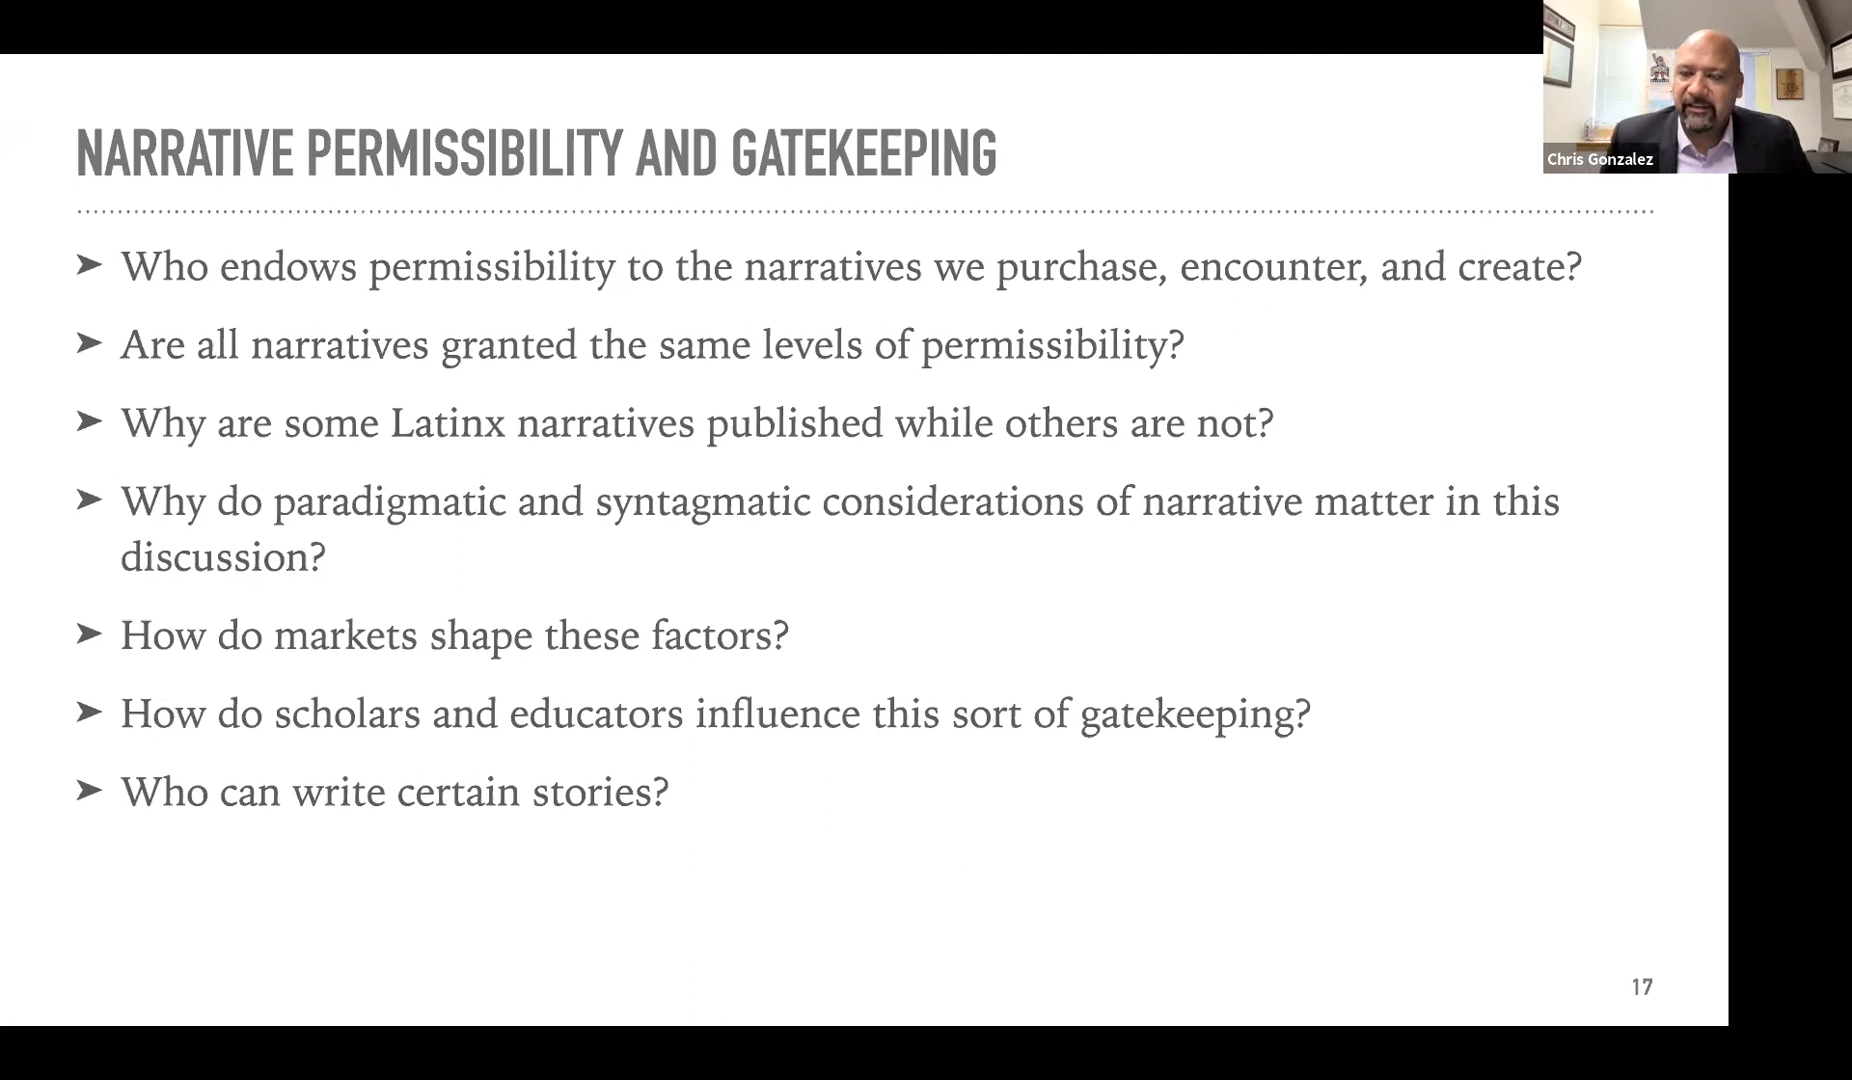 NARRATIVE PERMISSIBILITY AND GATEKEEPING
Chris Gonzalez
➤ Who endows permissibility to the narratives we purchase, encounter, and create?
➤ Are all narratives granted the same levels of permissibility?
➤ Why are some Latinx narratives published while others are not?
➤ Why do paradigmatic and syntagmatic considerations of narrative matter in this
discussion?
➤ How do markets shape these factors?
➤ How do scholars and educators influence this sort of gatekeeping?
➤ Who can write certain stories?
17